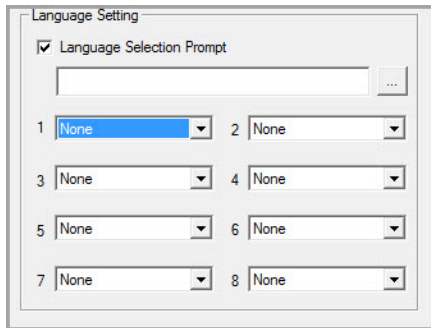 Language Setting
Language Selection Prompt
...
1 None 2 None
3 None 4 None
5 None 6 None
7 None 8 None